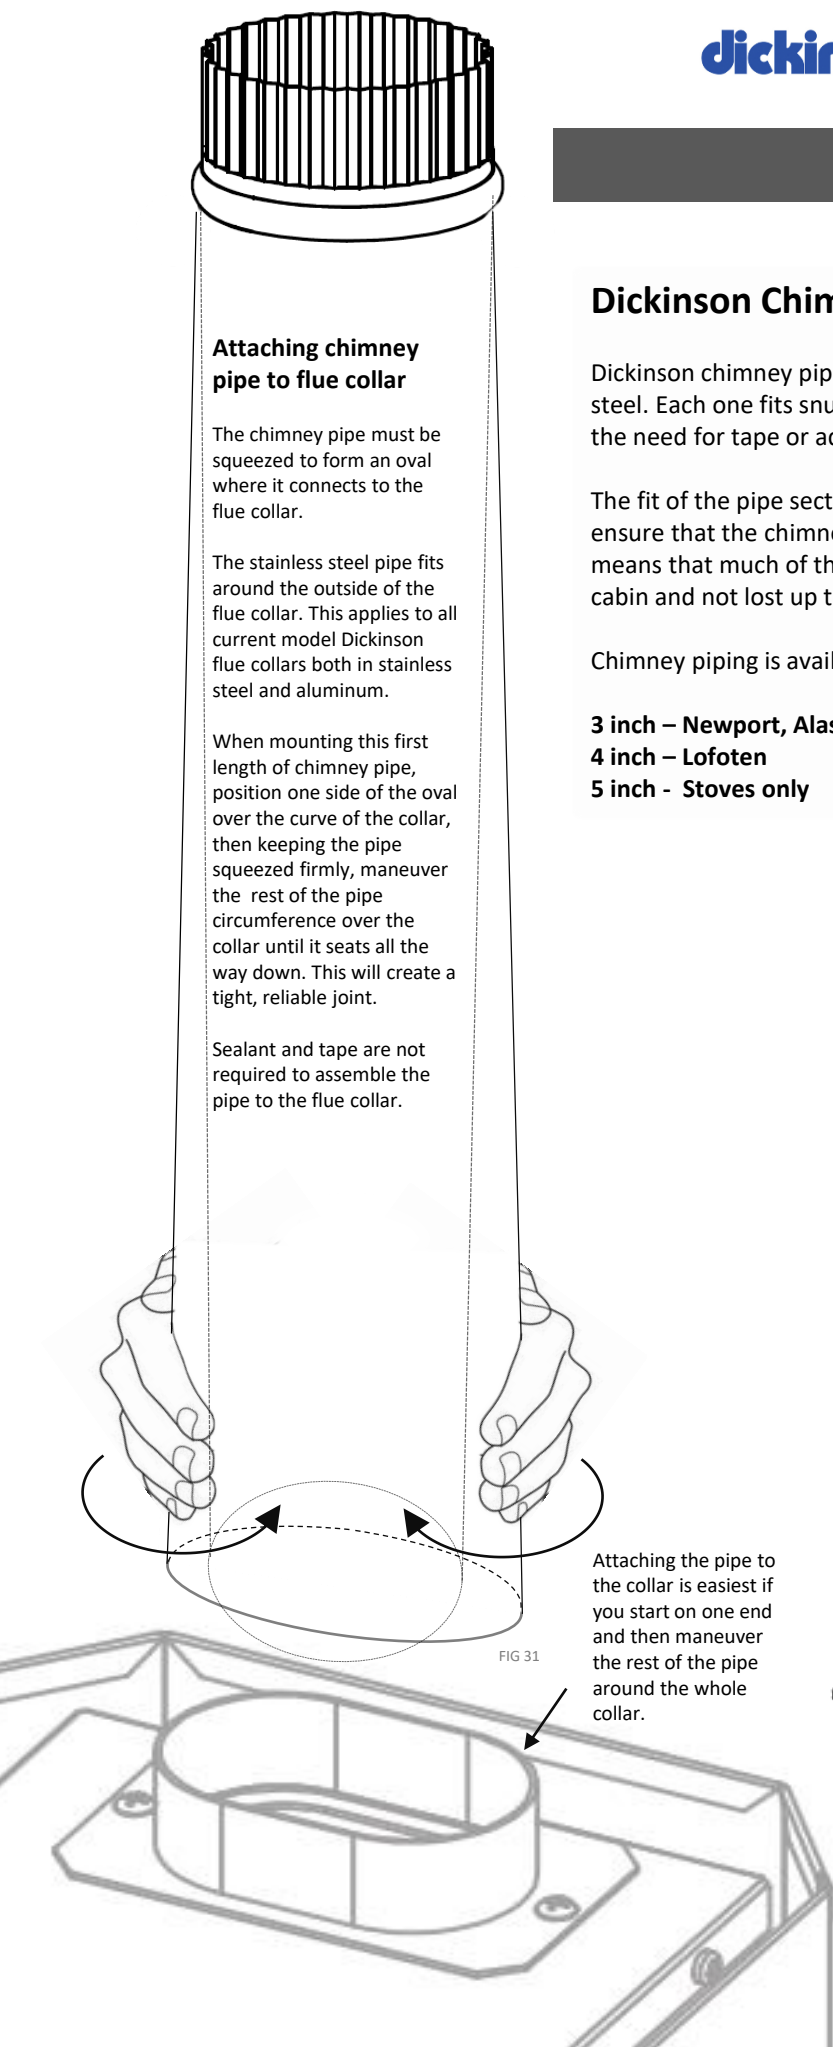 Attaching chimney
pipe to flue collar
The chimney pipe must be
squeezed to form an oval
where it connects to the
flue collar.
The stainless steel pipe fits
around the outside of the
flue collar. This applies to all
current model Dickinson
flue collars both in stainless
steel and aluminum.
When mounting this first
length of chimney pipe,
position one side of the oval
over the curve of the collar,
then keeping the pipe
squeezed firmly, maneuver
the rest of the pipe
circumference over the
collar until it seats all the
way down. This will create a
tight, reliable joint.
Sealant and tape are not
required to assemble the
pipe to the flue collar.
Dickinson
Dickinson chimney
steel. Each one fits
the need for tape or
The fit of the pipe
ensure that the
means that much of
cabin and not lost up
Chimney piping is
3 inch – Newport,
4 inch – Lofoten
5 inch - Stoves only
Attaching the pipe to
the collar is easiest if
you start on one end
and then maneuver
the rest of the pipe
around the whole
collar.
FIG 31